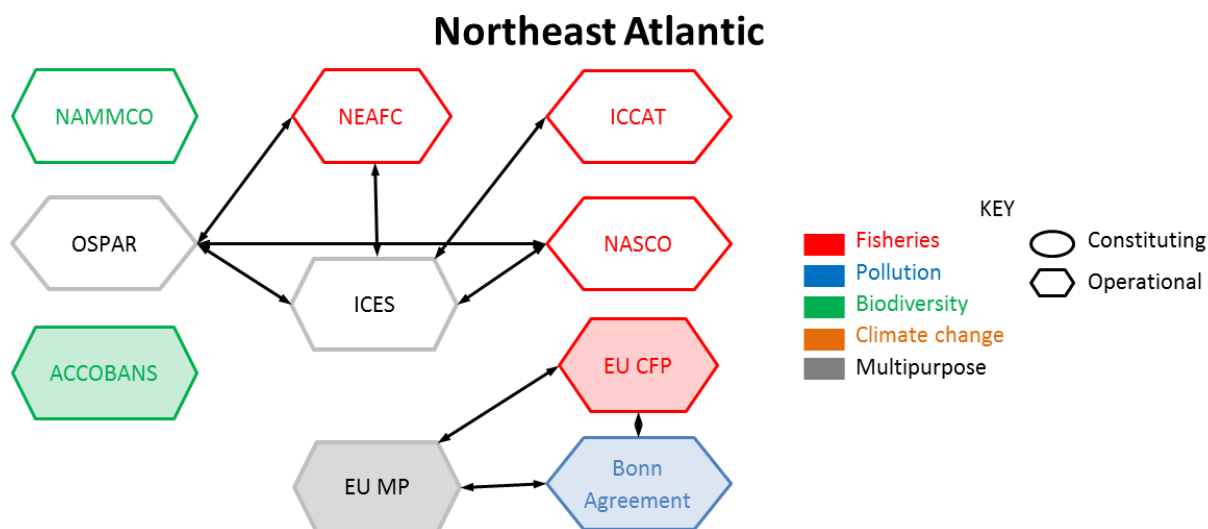 Northeast Atlantic
NAMMCO
NEAFC
ICCAT
OSPAR
ICES
NASCO
ACCOBANS
EU CFP
EU MP
Bonn
Agreement
KEY
Fisheries
Pollution
Biodiversity
Climate change
Multipurpose
Constituting
Operational